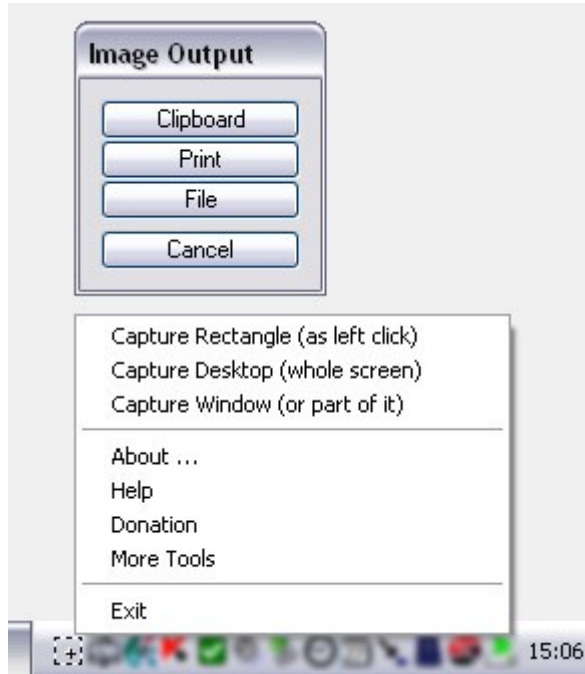 Image Output
Clipboard
Print
File
Cancel
Capture Rectangle (as left click)
Capture Desktop (whole screen)
Capture Window (or part of it)
About ...
Help
Donation
More Tools
Exit
15:06